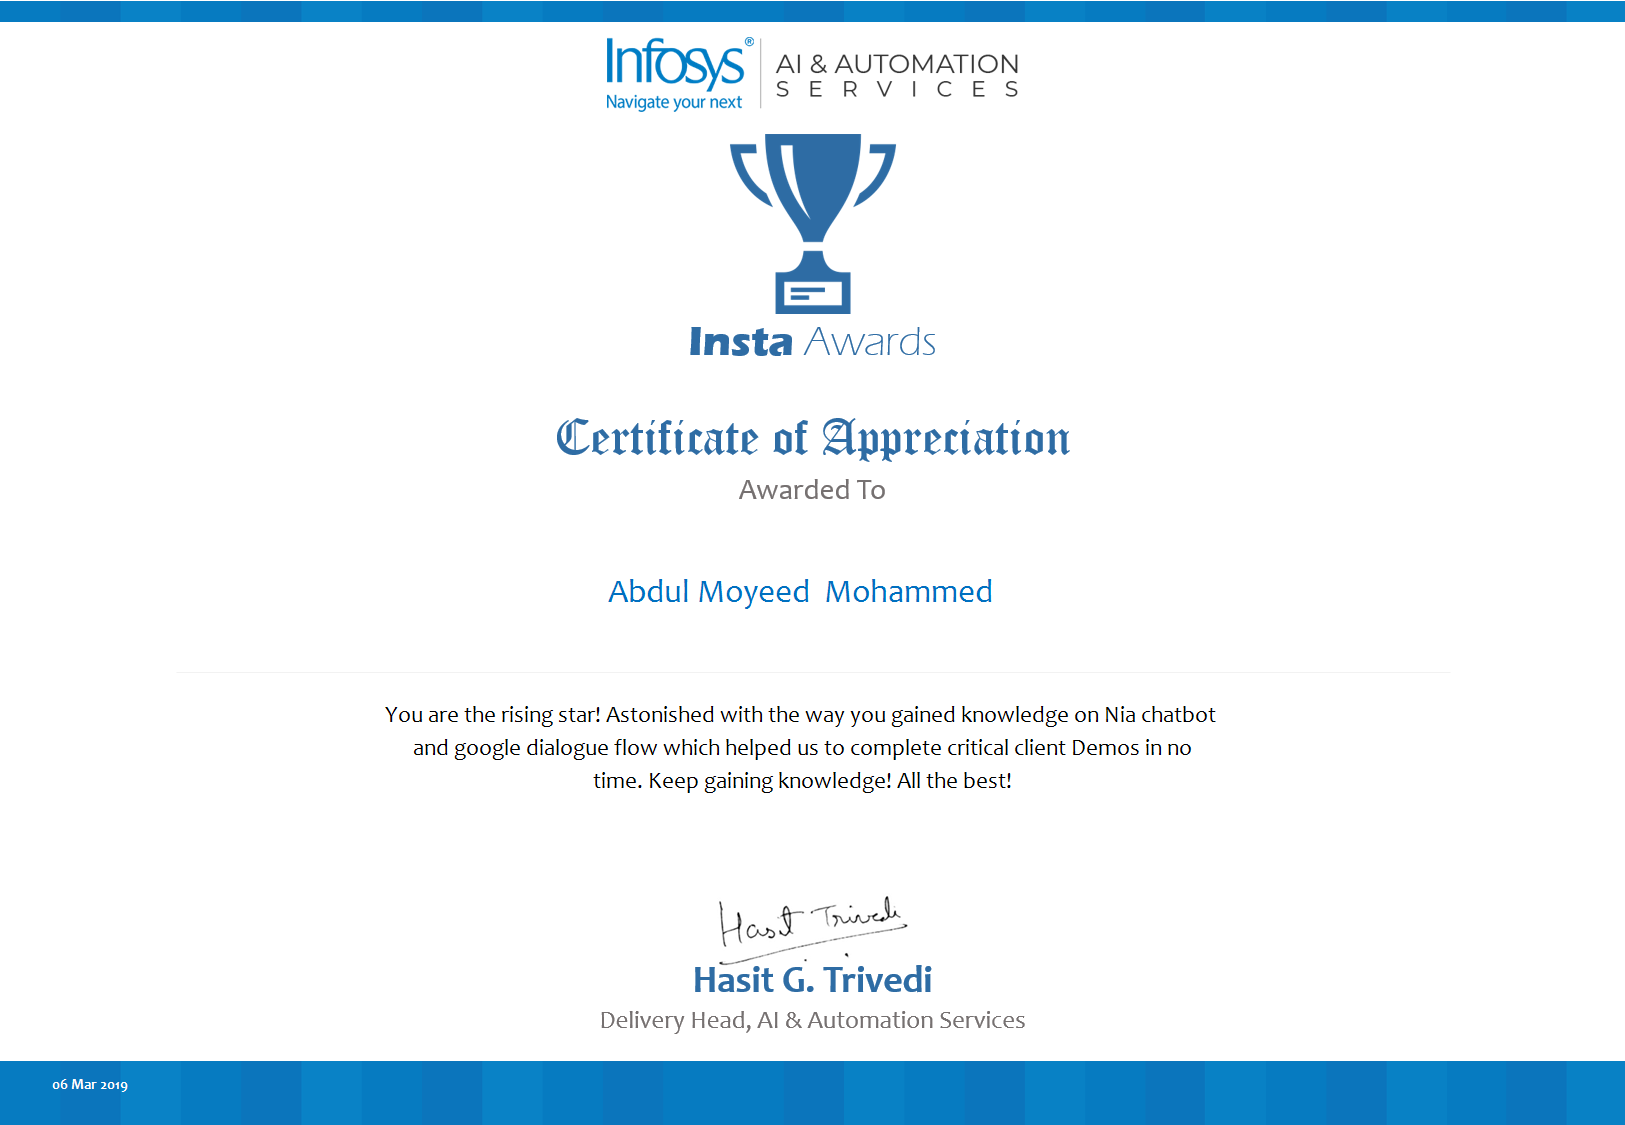 Infosys®
Navigate your next
AI & AUTOMATION
SERVICES
Insta Awards
Certificate of Appreciation
Awarded To
Abdul Moyeed  Mohammed
You are the rising star! Astonished with the way you gained knowledge on Nia chatbot
and google dialogue flow which helped us to complete critical client Demos in no
time. Keep gaining knowledge! All the best!
Hasit Trivedi
Hasit G. Trivedi
Delivery Head, AI & Automation Services
06 Mar 2019